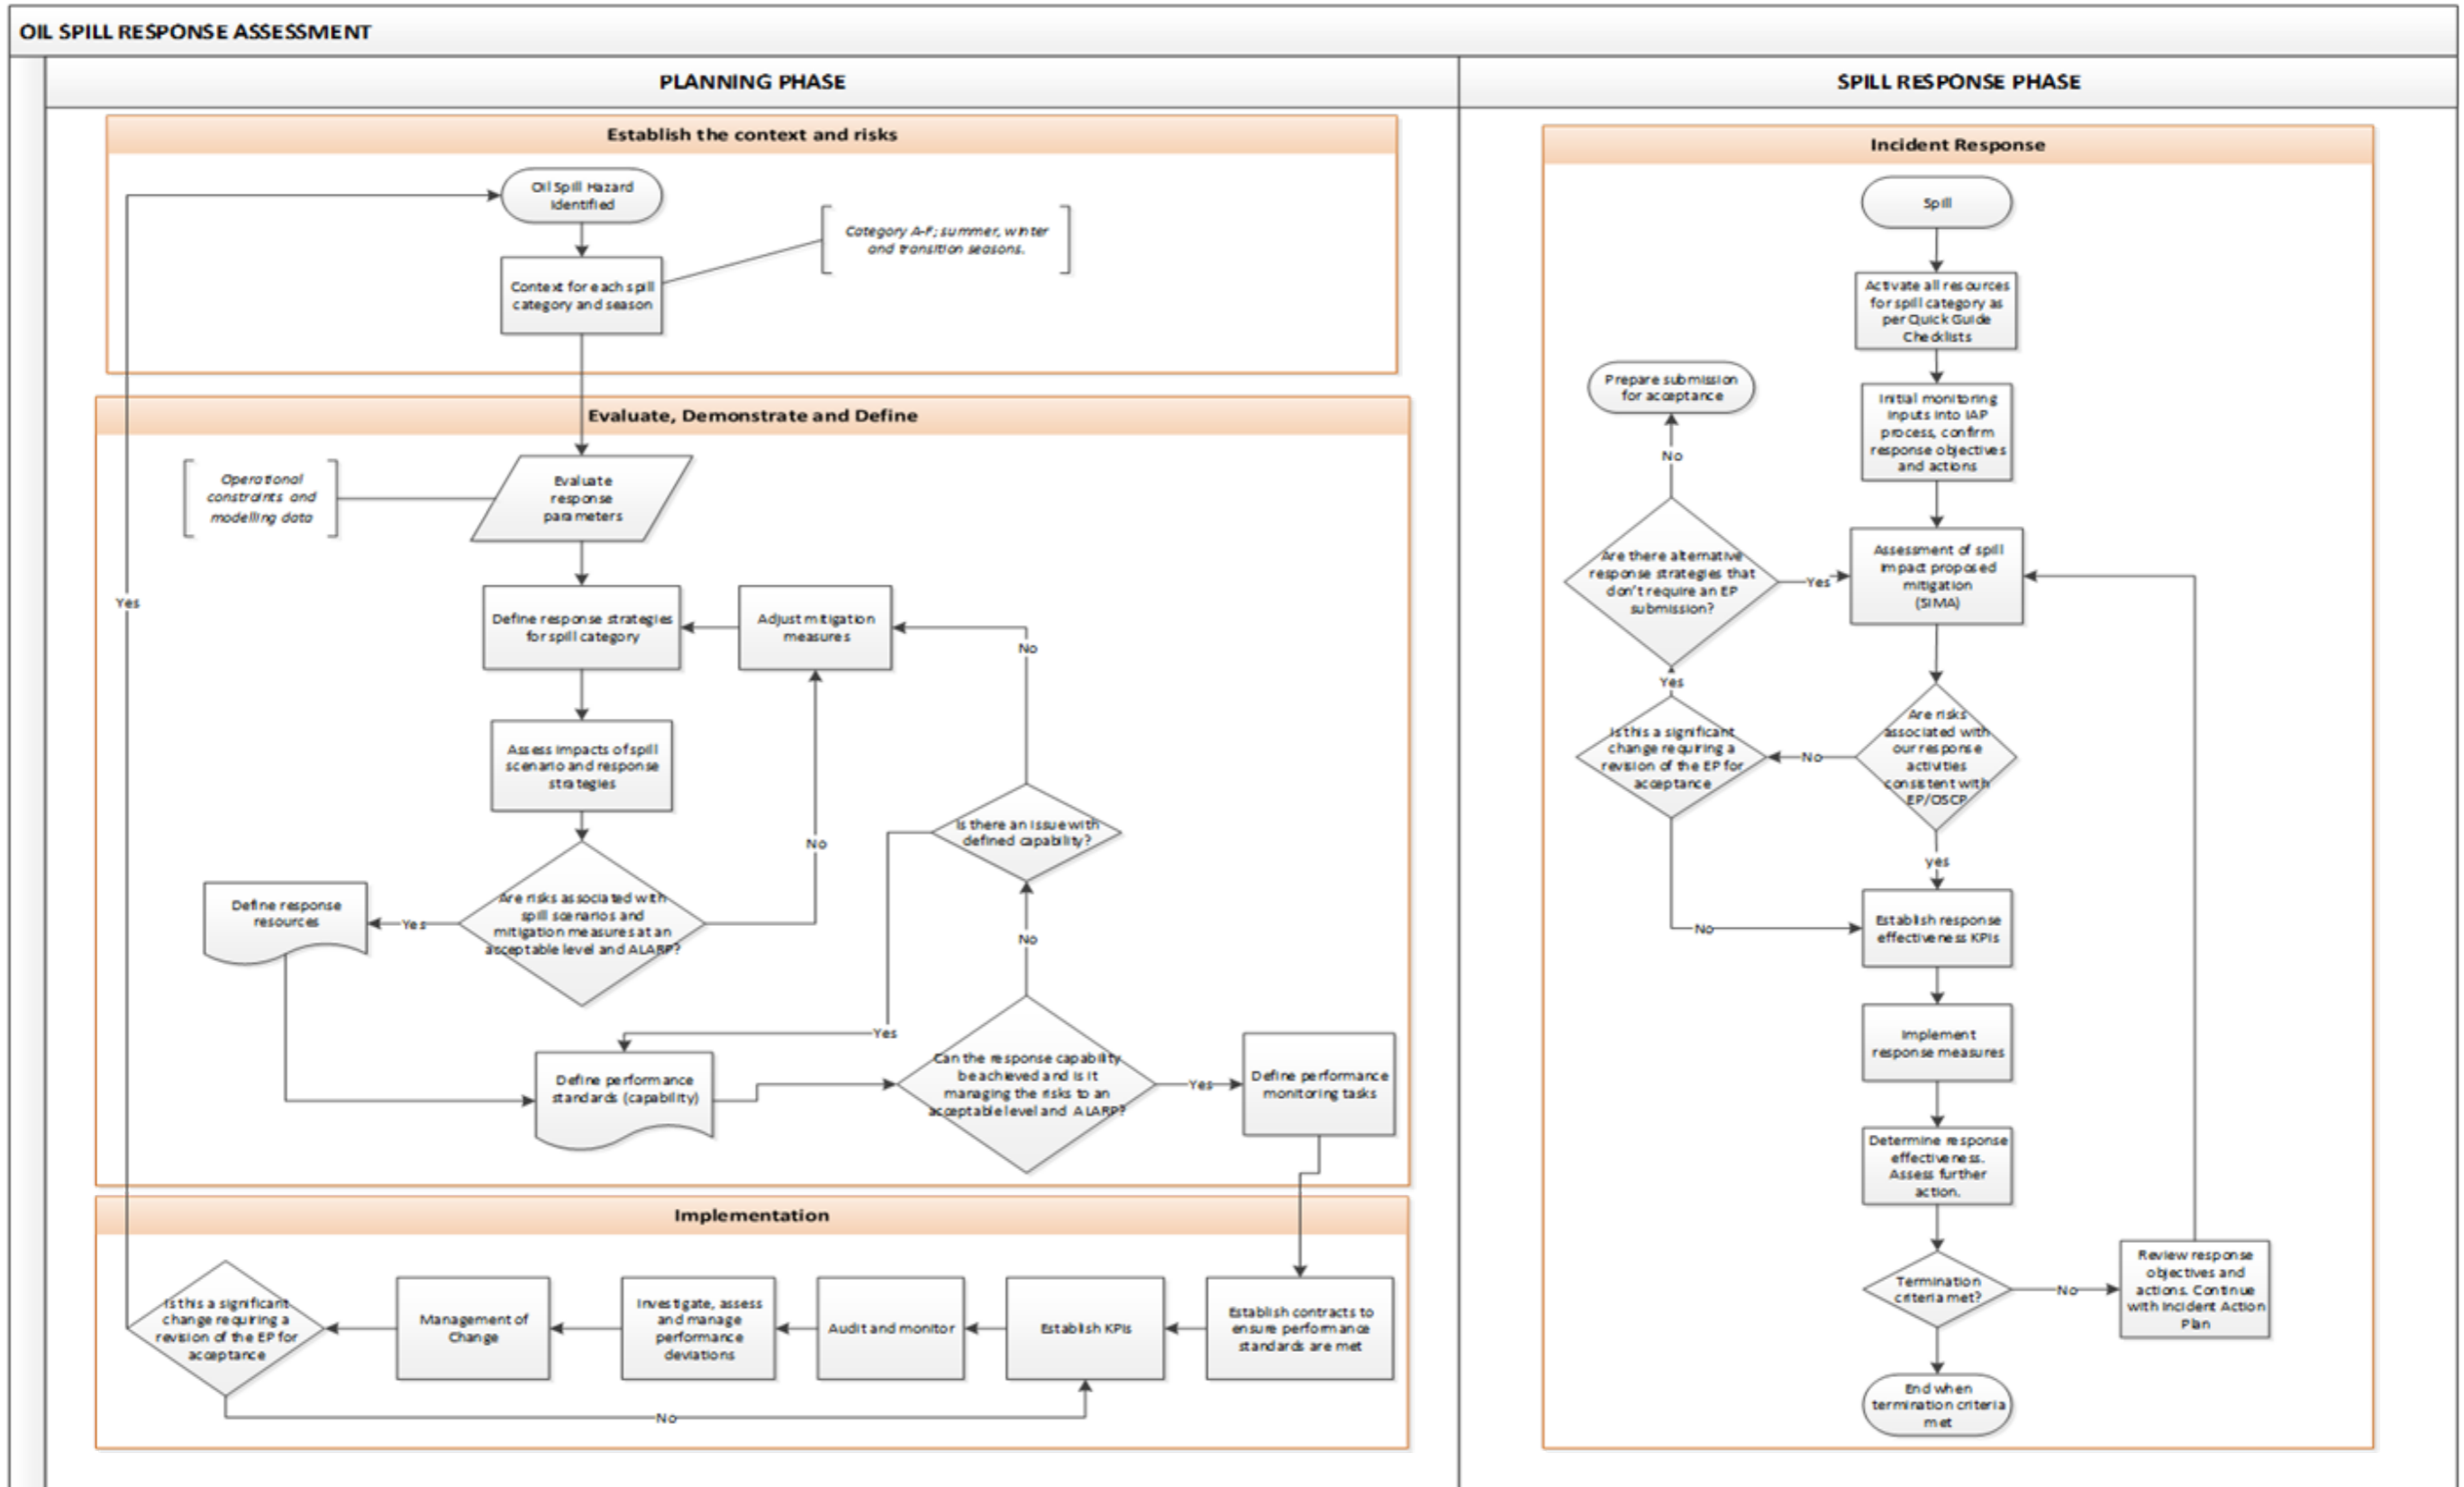 OIL SPILL RESPONSE ASSESSMENT
PLANNING PHASE
SPILL RESPONSE PHASE
Establish the context and risks
Oil Spill Hazard
Identified
Category A-F; summer, winter
and transition seasons.
Context for each spill
category and season
Evaluate, Demonstrate and Define
Operational
constraints and
modelling data
Evaluate
response
parameters
Define response strategies
for spill category
Adjust mitigation
measures
No
Yes
Assess impacts of spill
scenario and response
strategies
Is there an issue with
defined capability?
No
Define response
resources
Yes
Are risks associated with
spill scenarios and
mitigation measures at an
acceptable level and ALARP?
No
Yes
Define performance
standards (capability)
Can the response capability
be achieved and is it
managing the risks to an
acceptable level and ALARP?
Yes
Define performance
monitoring tasks
Implementation
Is this a significant
change requiring a
revision of the EP for
acceptance
Management of
Change
Investigate, assess
and manage
performance
deviations
Audit and monitor
Establish KPIs
Establish contracts to
ensure performance
standards are met
No
Incident Response
Spill
Activate all resources
for spill category as
per Quick Guide
Checklists
Prepare submission
for acceptance
Initial monitoring
inputs into IAP
process, confirm
response objectives
and actions
No
Are there alternative
response strategies that
don't require an EP
submission?
Yes
Assessment of spill
impact proposed
mitigation
(SIMA)
Yes
Is this a significant
change requiring a
revision of the EP for
acceptance
No
Are risks
associated with
our response
activities
consistent with
EP/OSCP
yes
No
Establish response
effectiveness KPIs
Implement
response measures
Determine response
effectiveness.
Assess further
action.
Termination
criteria met?
No
Review response
objectives and
actions. Continue
with Incident Action
Plan
End when
termination criteria
met